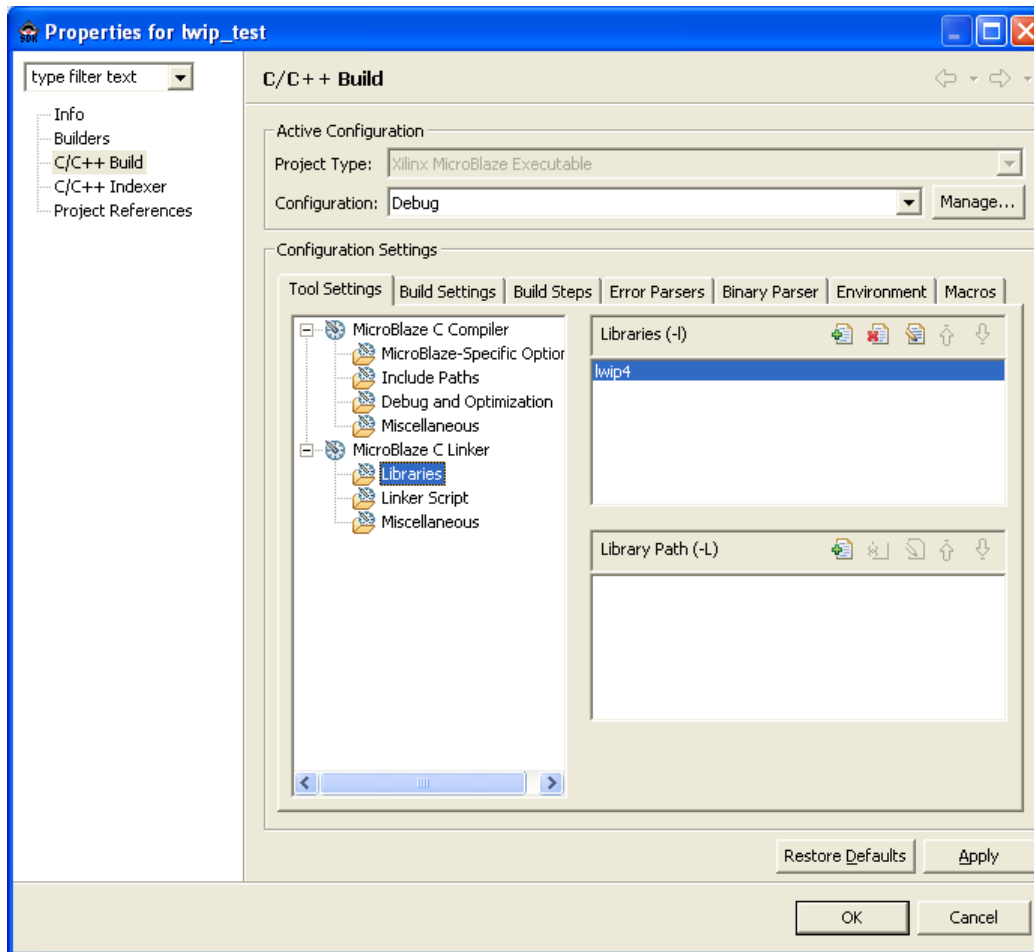 Properties for lwip_test
type filter text
Info
Builders
C/C++ Build
C/C++ Indexer
Project References
C/C++ Build
Active Configuration
Project Type: Xilinx MicroBlaze Executable
Configuration: Debug Manage...
Configuration Settings
Tool Settings Build Settings Build Steps Error Parsers Binary Parser Environment Macros
MicroBlaze C Compiler
MicroBlaze-Specific Option
Include Paths
Debug and Optimization
Miscellaneous
MicroBlaze C Linker
Libraries
Linker Script
Miscellaneous
Libraries (-l)
lwip4
Library Path (-L)
Restore Defaults Apply
OK Cancel